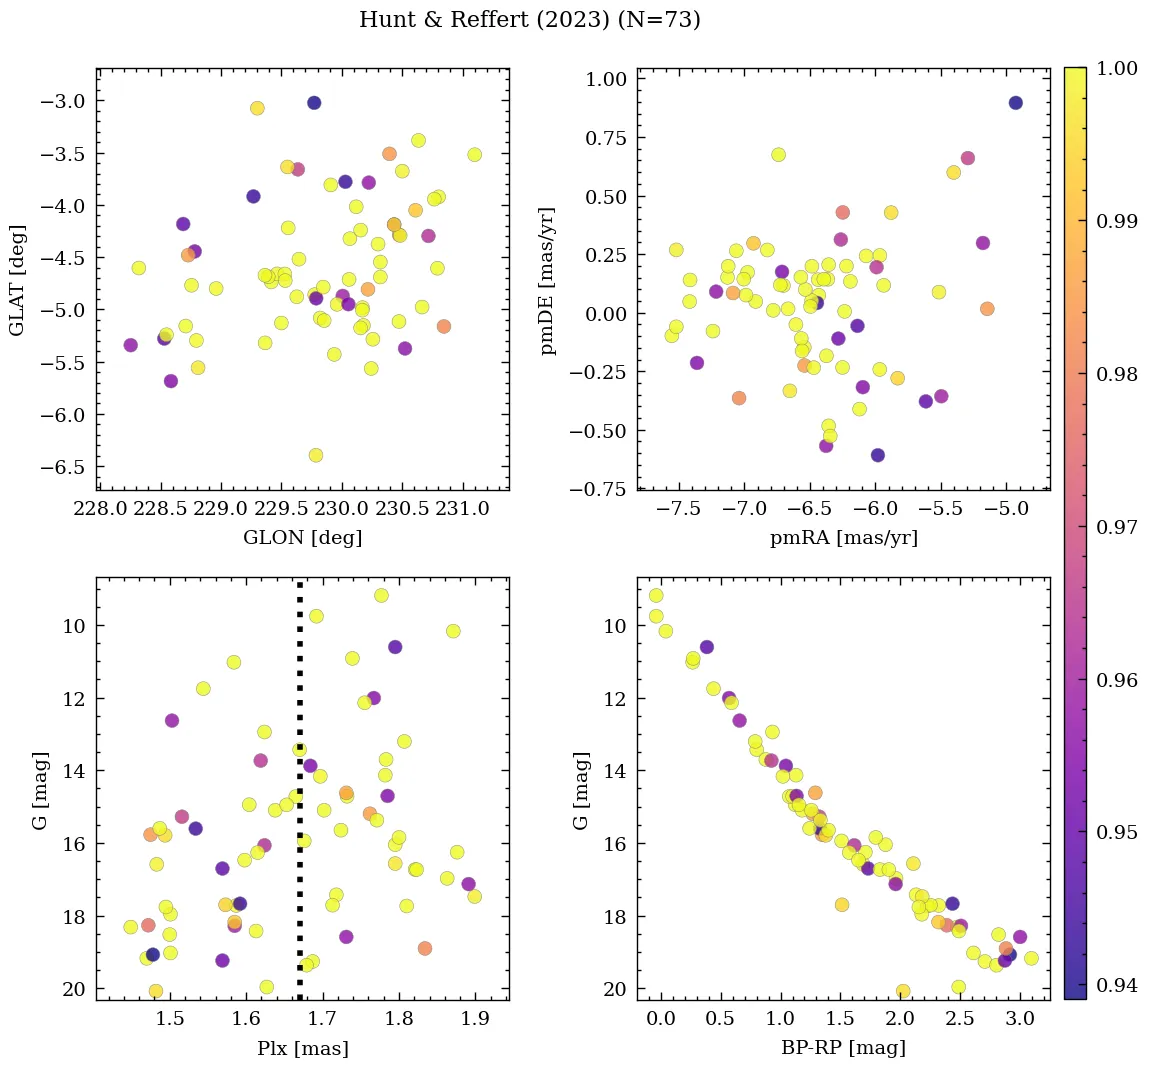 Hunt & Reffert (2023) (N=73)
−3.0
−3.5
−4.0
−4.5
−5.0
−5.5
−6.0
−6.5
GLAT [deg]
228.0 228.5 229.0 229.5 230.0 230.5 231.0
GLON [deg]
1.00
0.75
0.50
0.25
0.00
−0.25
−0.50
−0.75
pmDE [mas/yr]
−7.5 −7.0 −6.5 −6.0 −5.5 −5.0
pmRA [mas/yr]
10
12
14
16
18
20
G [mag]
1.5 1.6 1.7 1.8 1.9
Plx [mas]
10
12
14
16
18
20
G [mag]
0.0 0.5 1.0 1.5 2.0 2.5 3.0
BP-RP [mag]
1.00
0.99
0.98
0.97
0.96
0.95
0.94